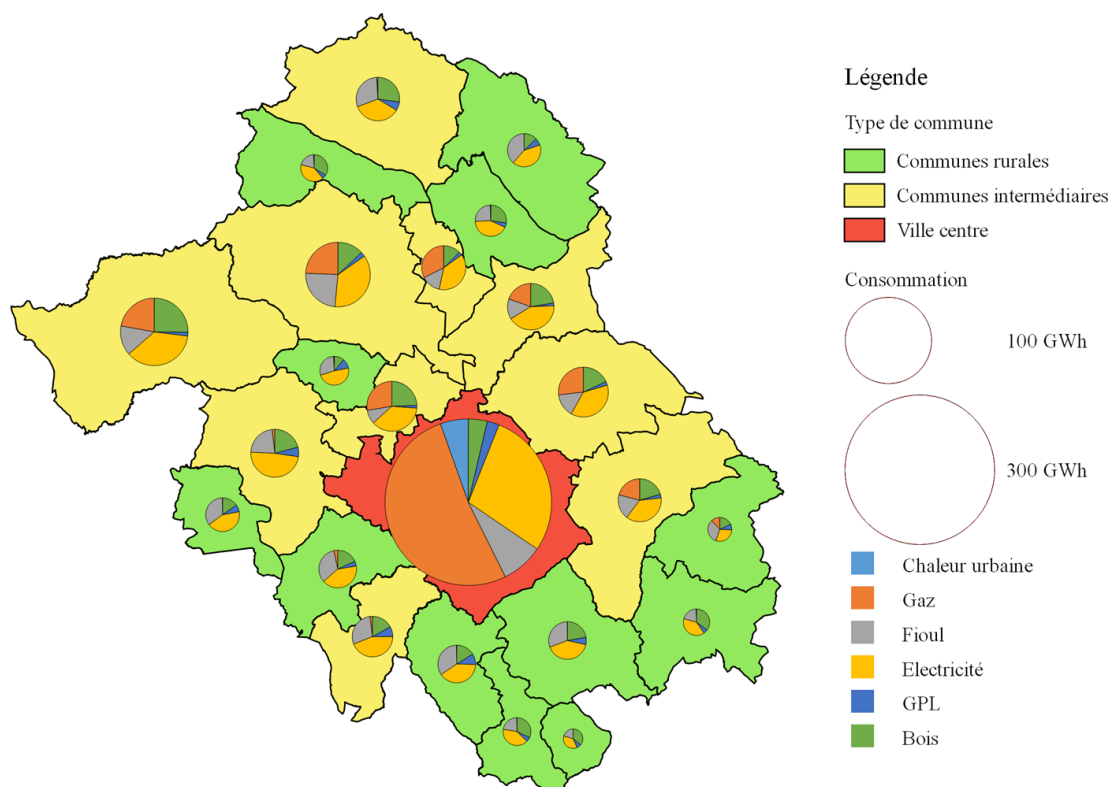 Légende
Type de commune
Communes rurales
Communes intermédiaires
Ville centre
Consommation
100 GWh
300 GWh
Chaleur urbaine
Gaz
Fioul
Electricité
GPL
Bois